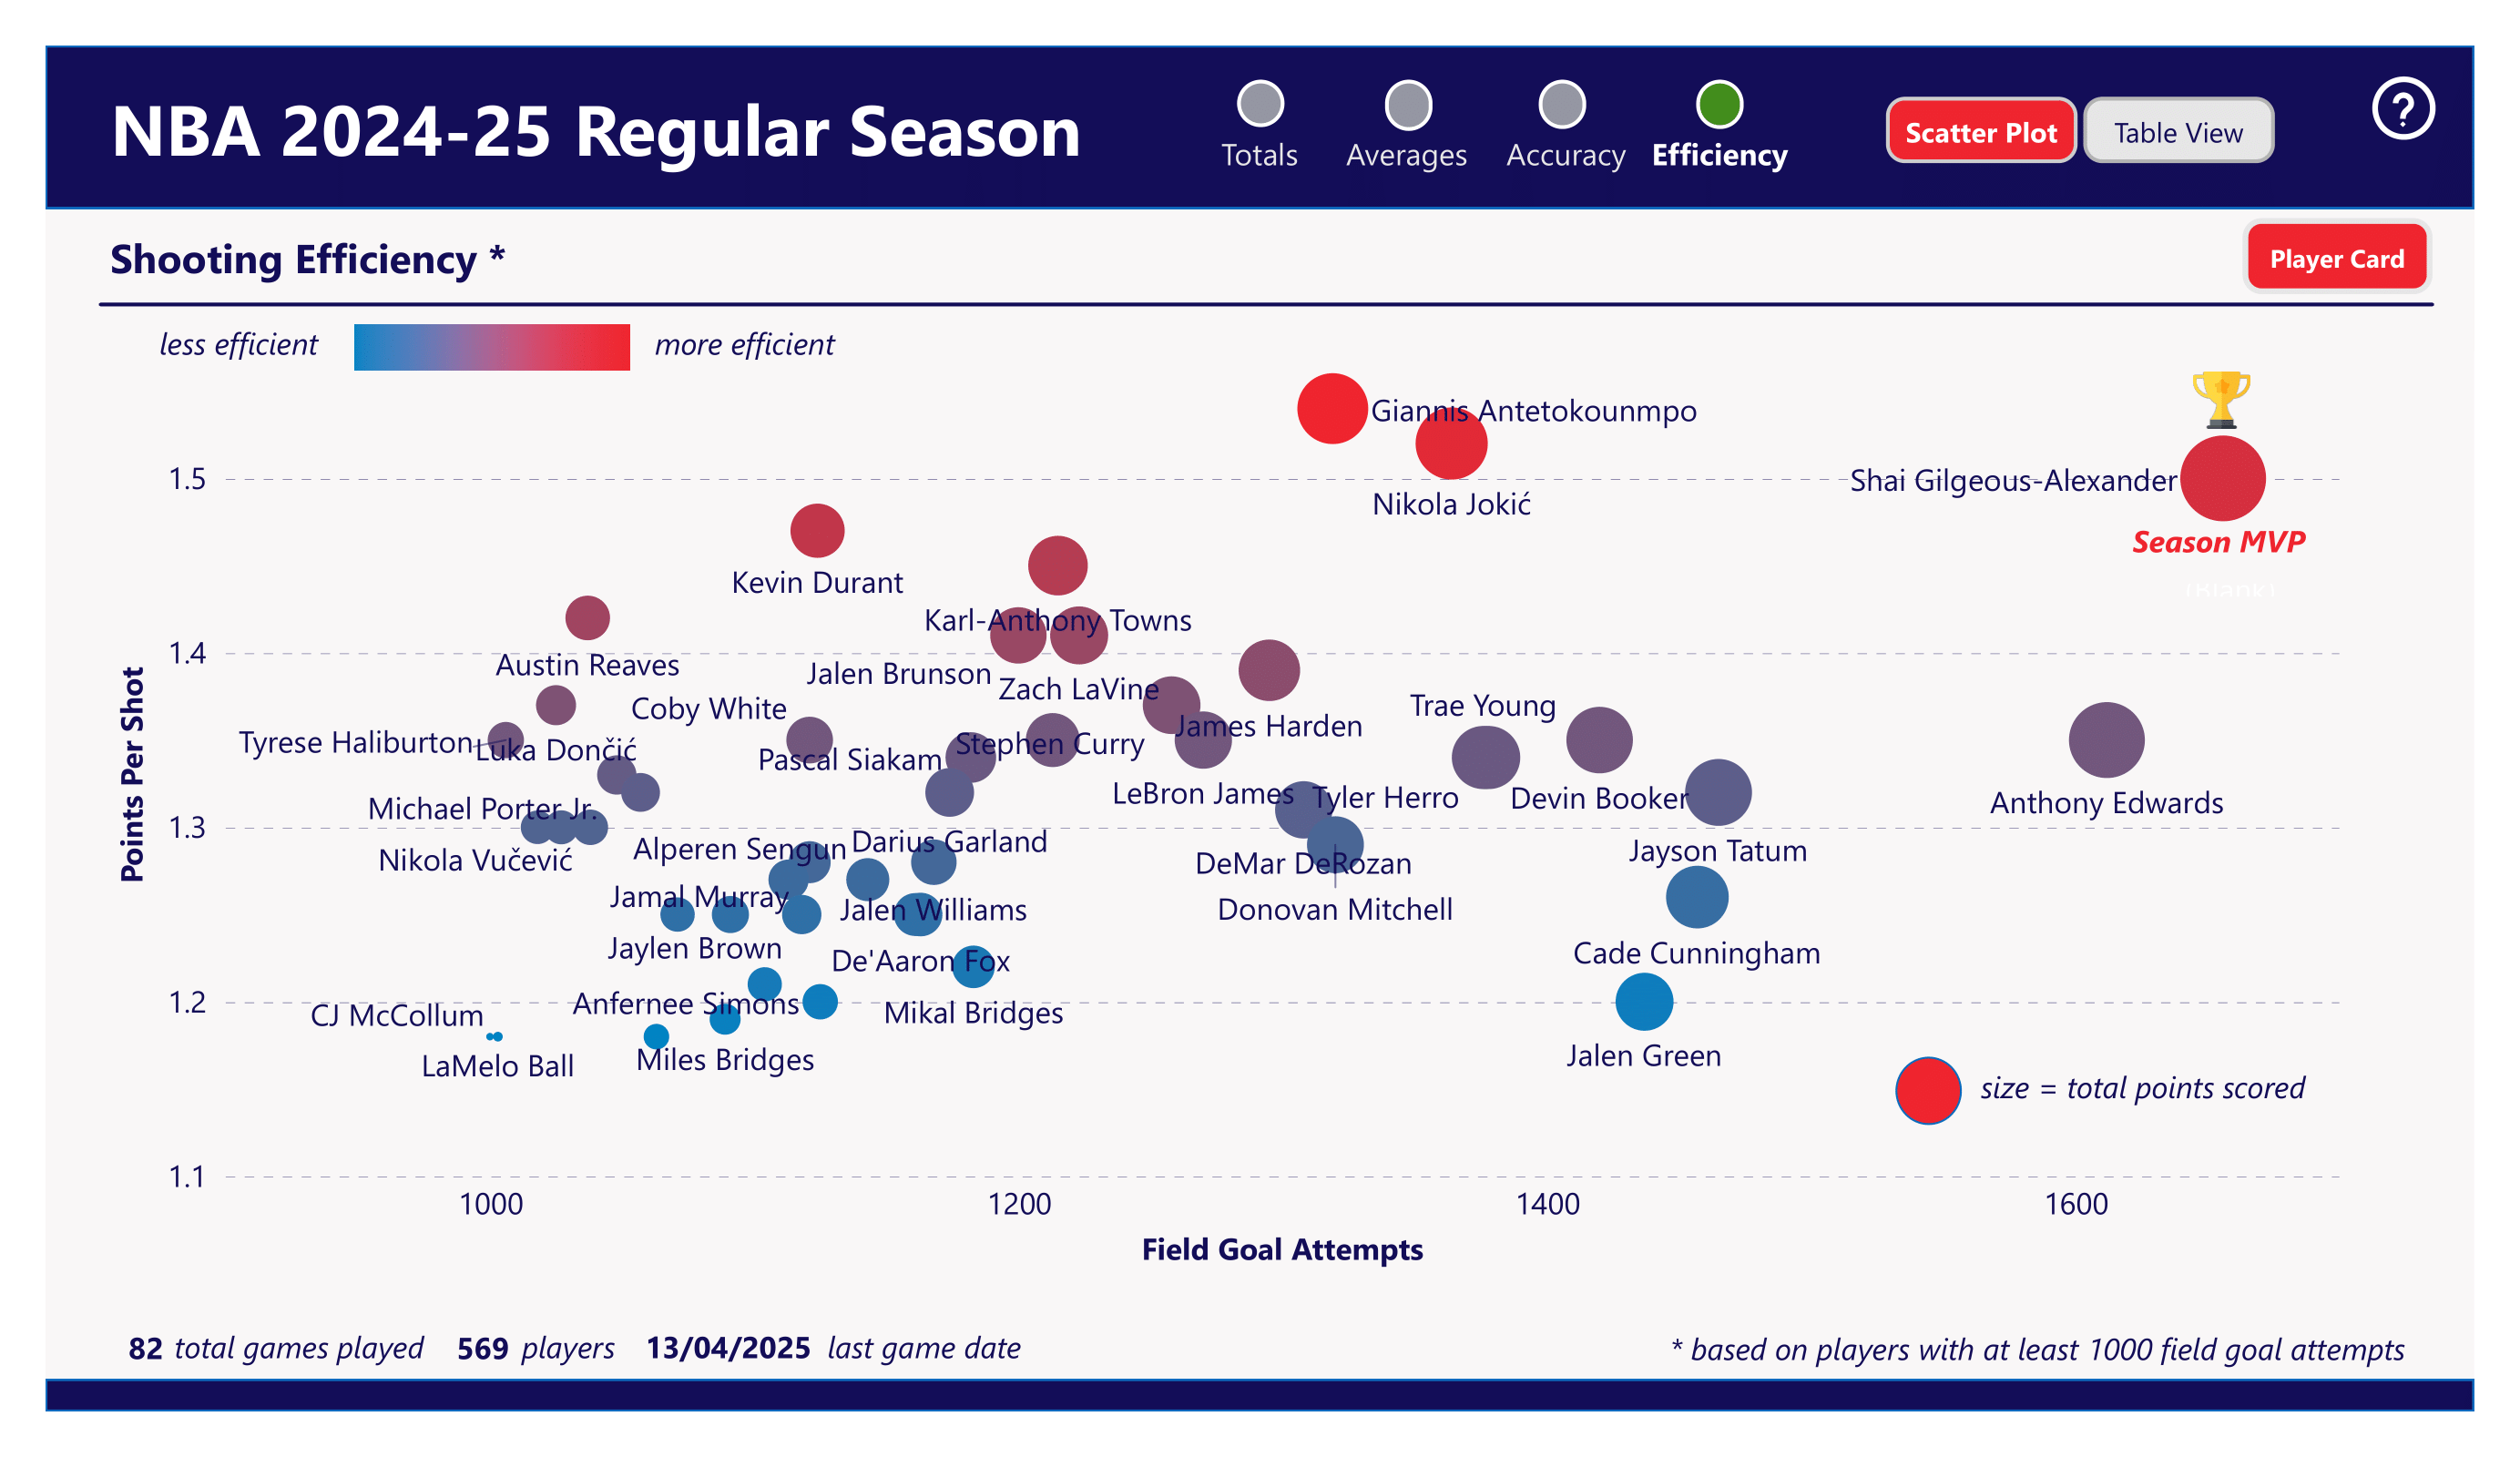 NBA 2024-25 Regular Season
Totals
Averages
Accuracy
Efficiency
Scatter Plot
Table View
?
Shooting Efficiency *
Player Card
less efficient
more efficient
Giannis Antetokounmpo
1.5
Shai Gilgeous-Alexander
Nikola Jokić
Season MVP
Kevin Durant
(Blank)
Karl-Anthony Towns
1.4
Austin Reaves
Jalen Brunson
Zach LaVine
Coby White
Trae Young
James Harden
Tyrese Haliburton
Luka Dončić
Pascal Siakam
Stephen Curry
LeBron James
Tyler Herro
Devin Booker
Anthony Edwards
Michael Porter Jr.
1.3
Nikola Vučević
Alperen Sengun
Darius Garland
DeMar DeRozan
Jayson Tatum
Jamal Murray
Jalen Williams
Donovan Mitchell
Jaylen Brown
De'Aaron Fox
Cade Cunningham
1.2
CJ McCollum
Anfernee Simons
Mikal Bridges
LaMelo Ball
Miles Bridges
Jalen Green
size = total points scored
1.1
Points Per Shot
1000
1200
1400
1600
Field Goal Attempts
82 total games played
569 players
13/04/2025 last game date
* based on players with at least 1000 field goal attempts